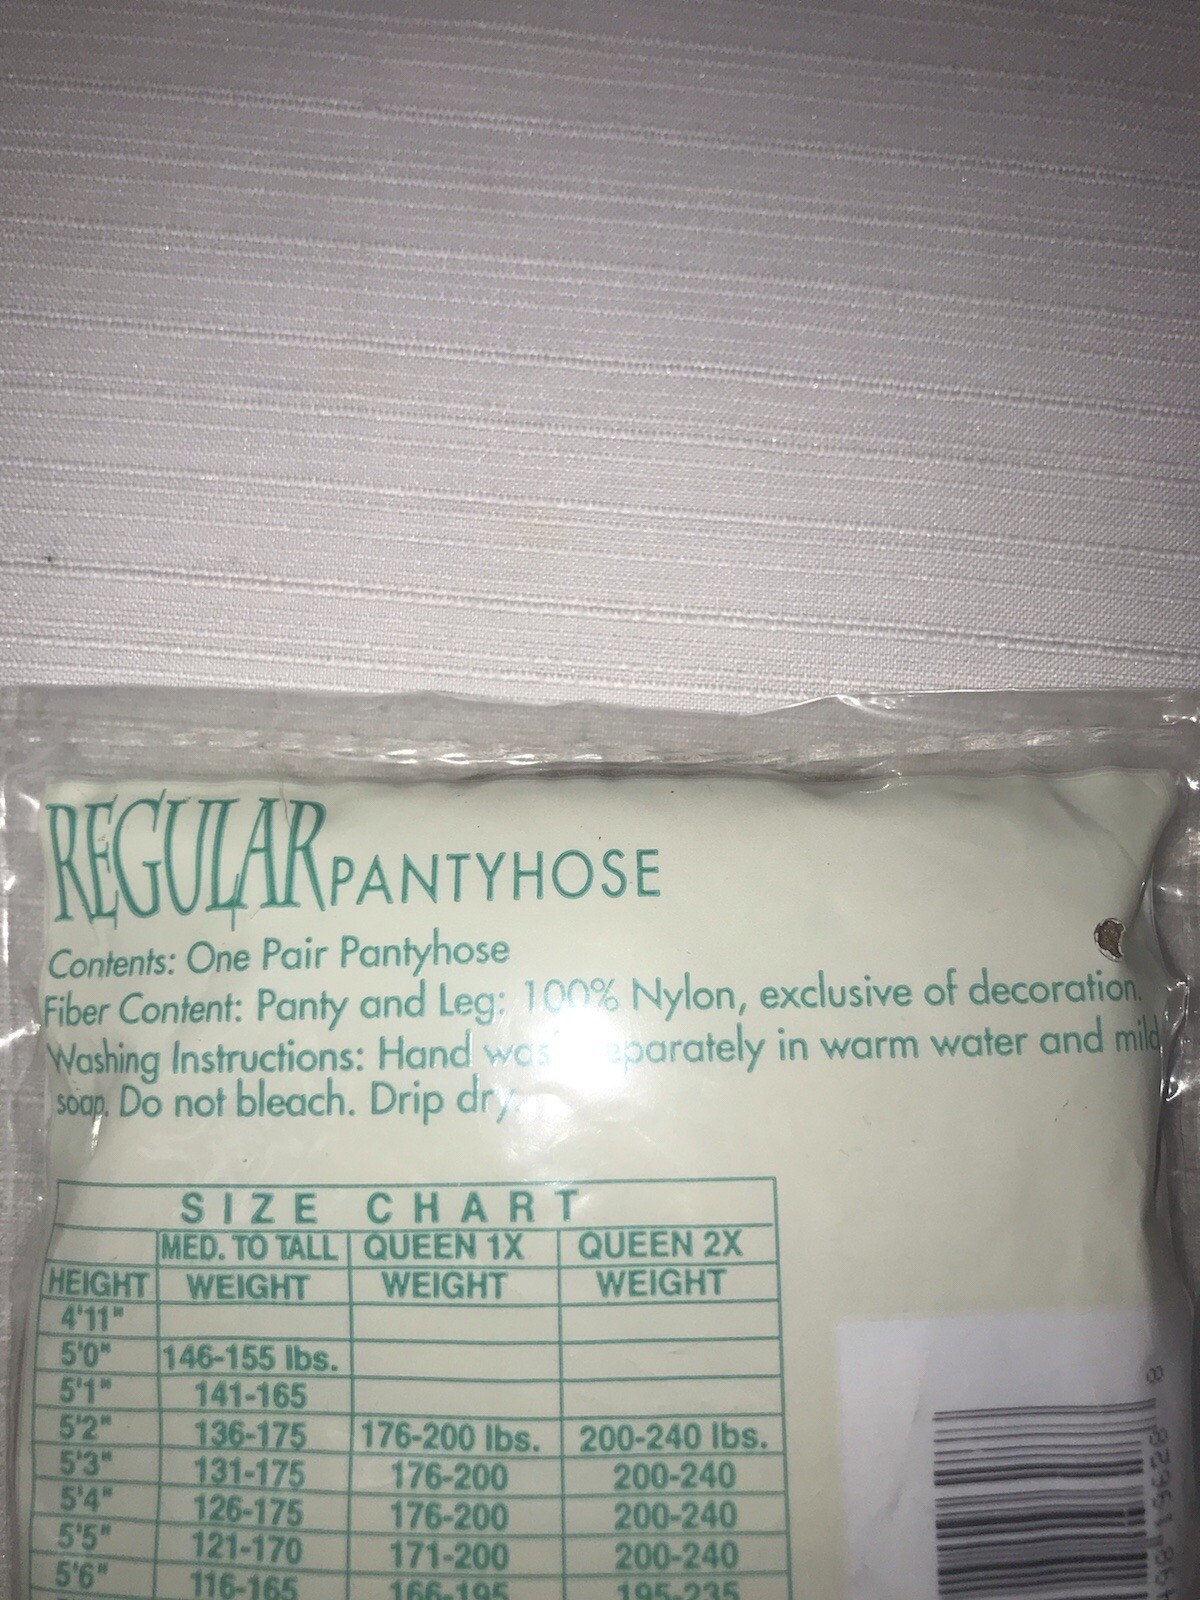 REGULAR PANTYHOSE
Contents: One Pair Pantyhose
Fiber Content: Panty and Leg: 100% Nylon, exclusive of decoration.
Washing Instructions: Hand was eparately in warm water and mild
soap. Do not bleach. Drip dry.
SIZE CHART
MED. TO TALL QUEEN 1X QUEEN 2X
HEIGHT WEIGHT WEIGHT WEIGHT
4'11"
5'0" 146-155 lbs.
5'1" 141-165
5'2" 136-175 176-200 lbs. 200-240 lbs.
5'3" 131-175 176-200 200-240
5'4" 126-175 176-200 200-240
5'5" 121-170 171-200 200-240
5'6" 116-165 166-195 195-235